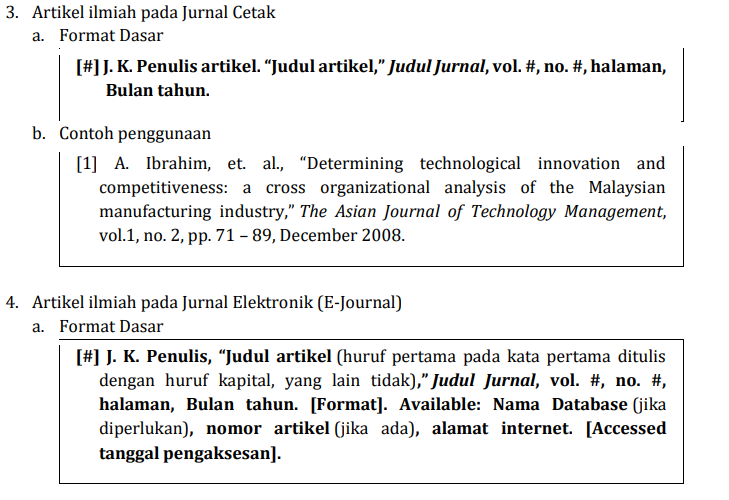 3. Artikel ilmiah pada Jurnal Cetak
a. Format Dasar
[#] J. K. Penulis artikel. “Judul artikel,” Judul Jurnal, vol. #, no. #, halaman,
Bulan tahun.
b. Contoh penggunaan
[1] A. Ibrahim, et. al., “Determining technological innovation and
competitiveness: a cross organizational analysis of the Malaysian
manufacturing industry,” The Asian Journal of Technology Management,
vol.1, no. 2, pp. 71 – 89, December 2008.
4. Artikel ilmiah pada Jurnal Elektronik (E-Journal)
a. Format Dasar
[#] J. K. Penulis, “Judul artikel (huruf pertama pada kata pertama ditulis
dengan huruf kapital, yang lain tidak),” Judul Jurnal, vol. #, no. #,
halaman, Bulan tahun. [Format]. Available: Nama Database (jika
diperlukan), nomor artikel (jika ada), alamat internet. [Accessed
tanggal pengaksesan].